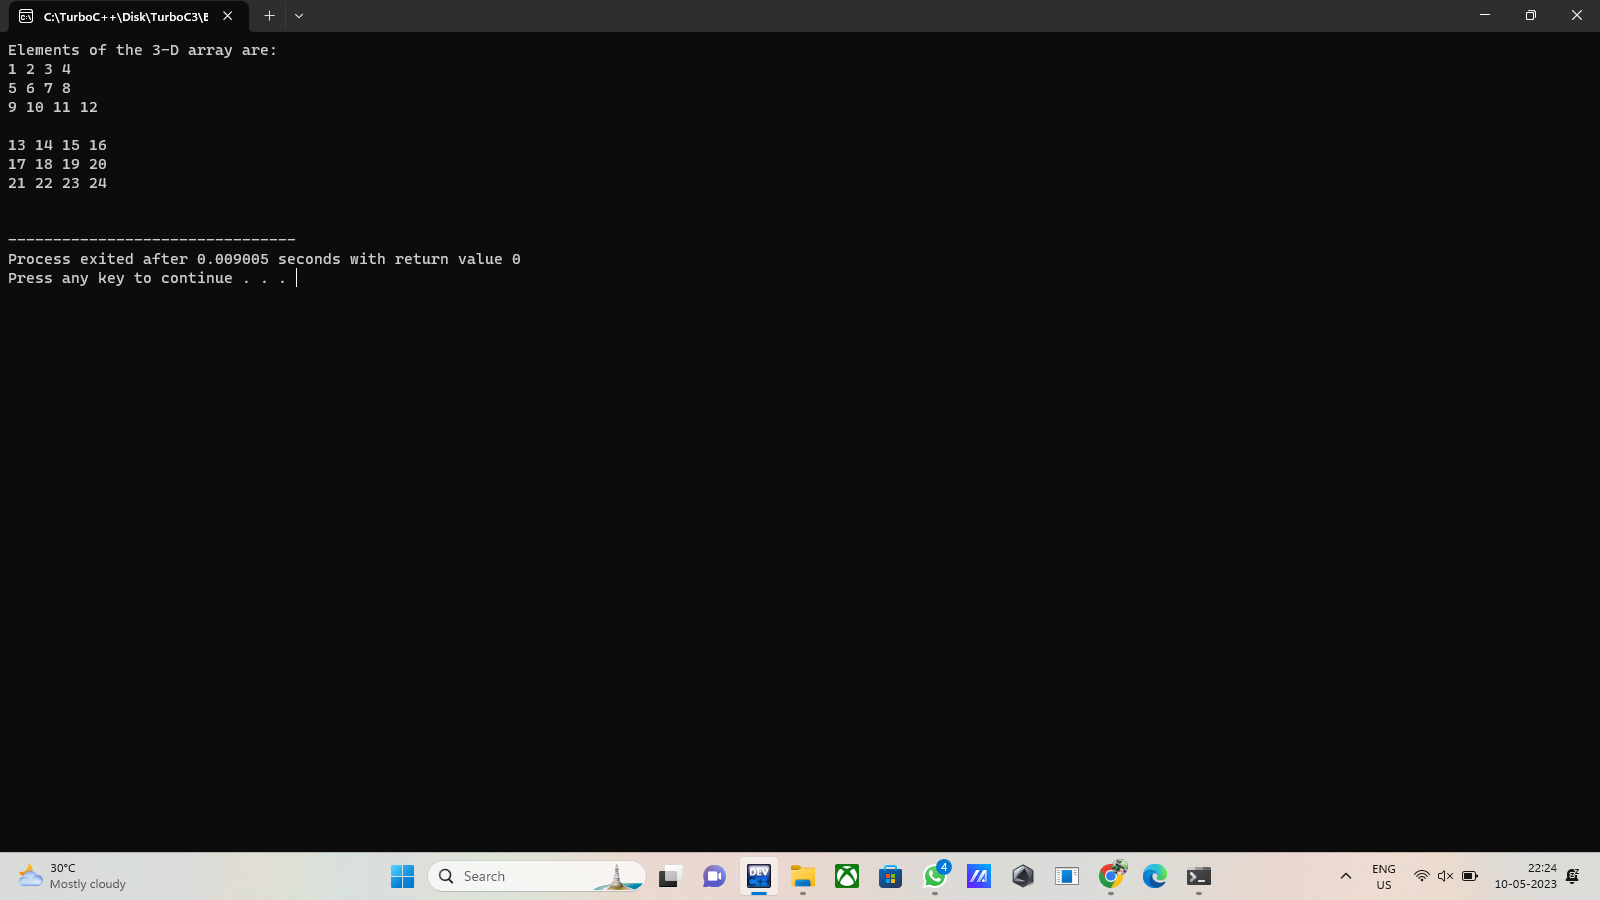 C:\TurboC++\Disk\TurboC3\E
Elements of the 3-D array are:
1 2 3 4
5 6 7 8
9 10 11 12
13 14 15 16
17 18 19 20
21 22 23 24
--------------------------------
Process exited after 0.009005 seconds with return value 0
Press any key to continue . . .
30°C
Mostly cloudy
Search
DEV
4
ENG
US
22:24
10-05-2023